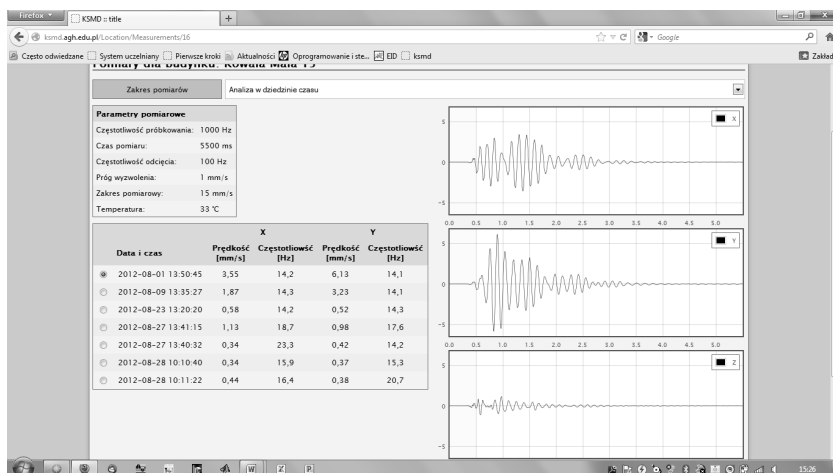 Firefox
KSMD :: title
+
ksmd.agh.edu.pl/Location/Measurements/16
Google
Często odwiedzane System uczelniany Pierwsze kroki Aktualności Oprogramowanie i ste... EID ksmd
Zakład
Pomiary dla budynku: Kowala Mała 15
Zakres pomiarów
Analiza w dziedzinie czasu
Parametry pomiarowe
Częstotliwość próbkowania: 1000 Hz
Czas pomiaru: 5500 ms
Częstotliwość odcięcia: 100 Hz
Próg wyzwolenia: 1 mm/s
Zakres pomiarowy: 15 mm/s
Temperatura: 33 °C
X Y
Data i czas Prędkość [mm/s] Częstotliowść [Hz] Prędkość [mm/s] Częstotliowść [Hz]
2012-08-01 13:50:45 3,55 14,2 6,13 14,1
2012-08-09 13:35:27 1,87 14,3 3,23 14,1
2012-08-23 13:20:20 0,58 14,2 0,52 14,3
2012-08-27 13:41:15 1,13 18,7 0,98 17,6
2012-08-27 13:40:32 0,34 23,3 0,42 14,2
2012-08-28 10:10:40 0,34 15,9 0,37 15,3
2012-08-28 10:11:22 0,44 16,4 0,38 20,7
X
5
0
-5
0.0 0.5 1.0 1.5 2.0 2.5 3.0 3.5 4.0 4.5 5.0
Y
5
0
-5
0.0 0.5 1.0 1.5 2.0 2.5 3.0 3.5 4.0 4.5 5.0
Z
5
0
-5
15:26